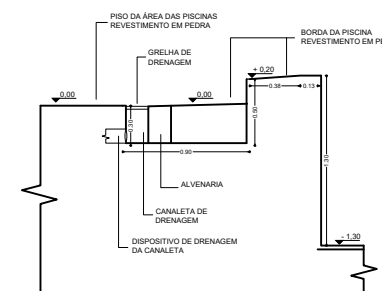 PISO DA ÁREA DAS PISCINAS
REVESTIMENTO EM PEDRA
GRELHA DE
DRENAGEM
BORDA DA PISCINA
REVESTIMENTO EM
0,00
0,00
+ 0,20
0.38
0.13
0.30
0.50
0.90
1.30
ALVENARIA
CANALETA DE
DRENAGEM
DISPOSITIVO DE DRENAGEM
DA CANALETA
- 1,30